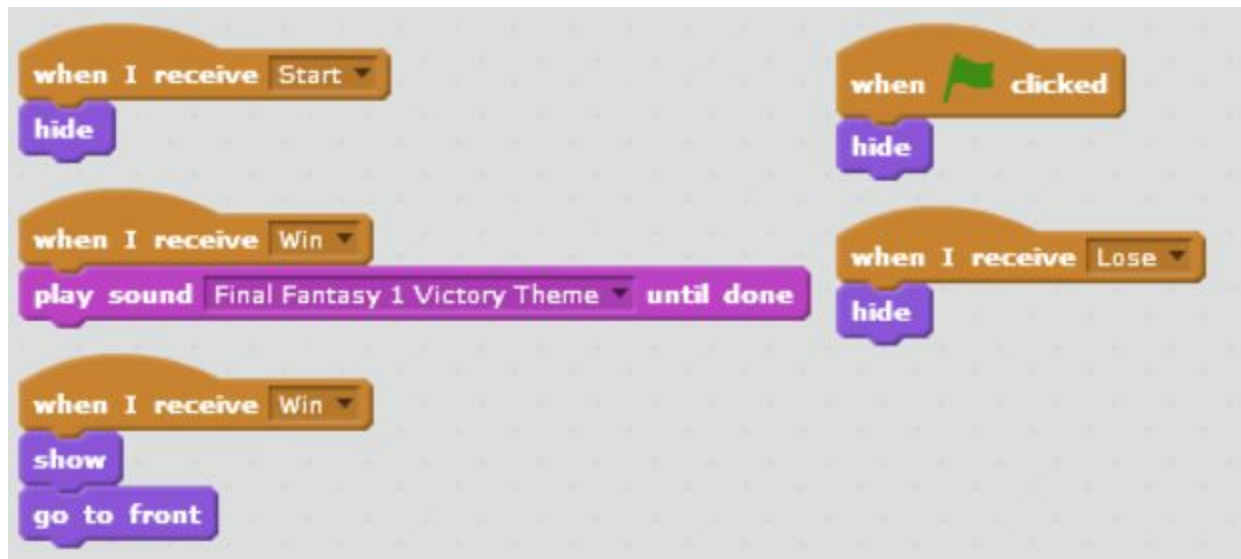 when I receive Start
hide
when I receive Win
play sound Final Fantasy 1 Victory Theme until done
when I receive Win
show
go to front
when clicked
hide
when I receive Lose
hide